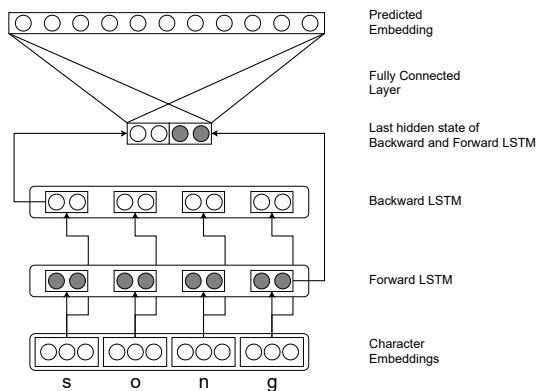 Predicted
Embedding
Fully Connected
Layer
Last hidden state of
Backward and Forward LSTM
Backward LSTM
Forward LSTM
Character
Embeddings
s o n g